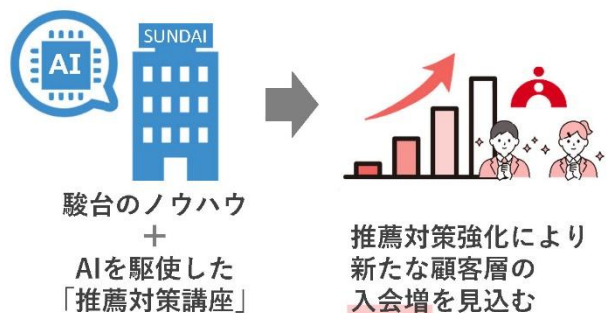 AI
SUNDAI
駿台のノウハウ
+
AIを駆使した
「推薦対策講座」
推薦対策強化により
新たな顧客層の
入会増を見込む